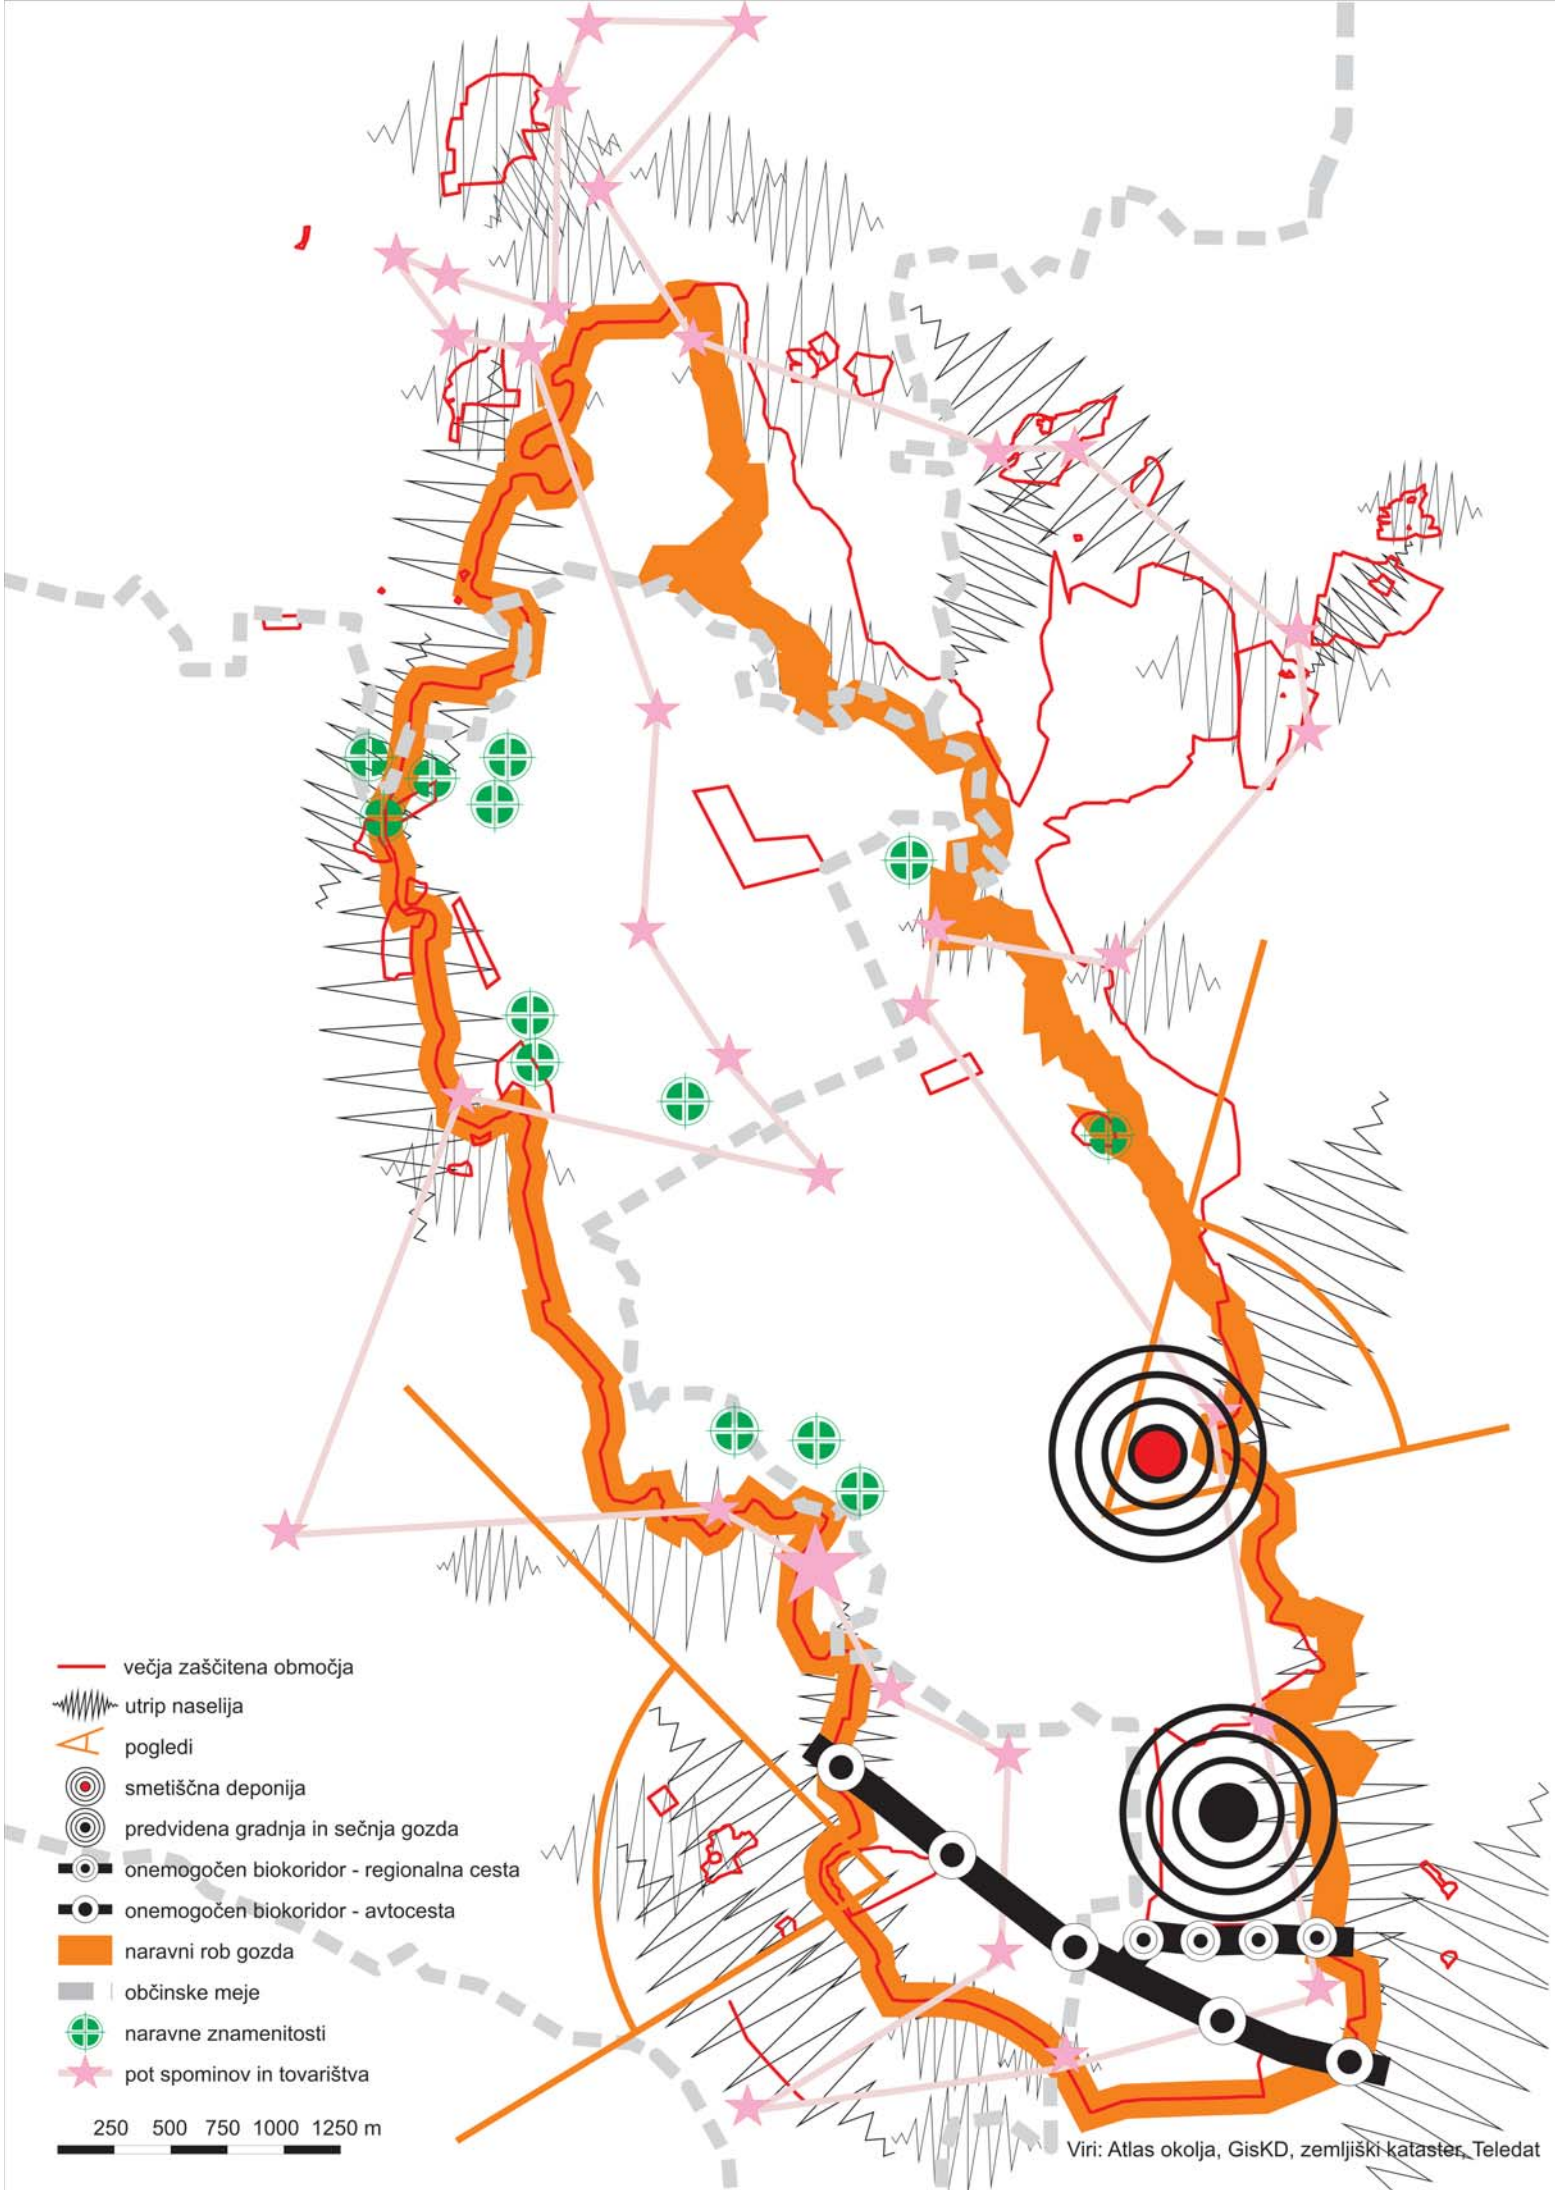 večja zaščitena območja
utrip naselija
pogledi
smetiščna deponija
predvidena gradnja in sečnja gozda
onemogočen biokoridor - regionalna cesta
onemogočen biokoridor - avtocesta
naravni rob gozda
občinske meje
naravne znamenitosti
pot spominov in tovarištva
250 500 750 1000 1250 m
Viri: Atlas okolja, GisKD, zemljiški kataster, Teledat